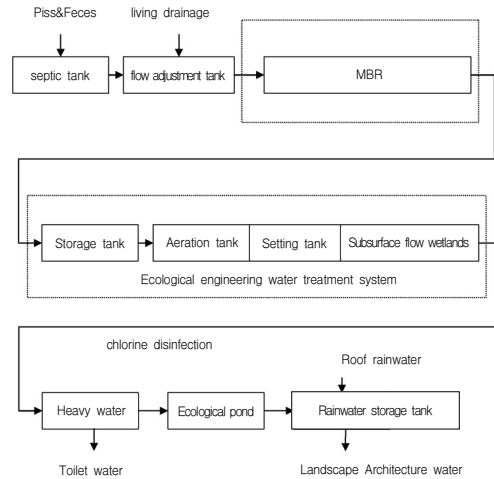 Piss&Feces living drainage
septic tank flow adjustment tank MBR
Storage tank Aeration tank Setting tank Subsurface flow wetlands
Ecological engineering water treatment system
chlorine disinfection
Roof rainwater
Heavy water Ecological pond Rainwater storage tank
Toilet water Landscape Architecture water